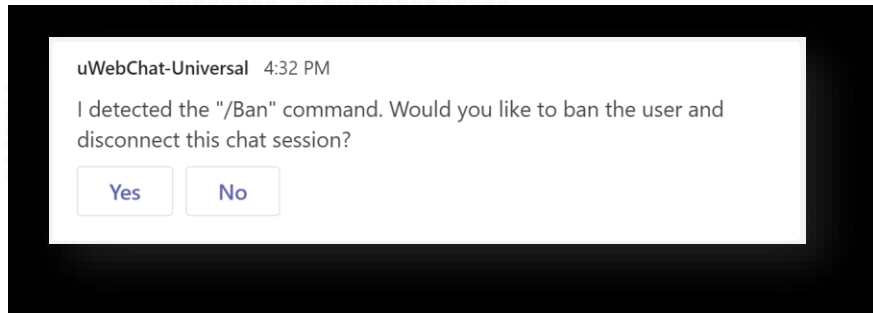 uWebChat-Universal 4:32 PM
I detected the "/Ban" command. Would you like to ban the user and
disconnect this chat session?
Yes No